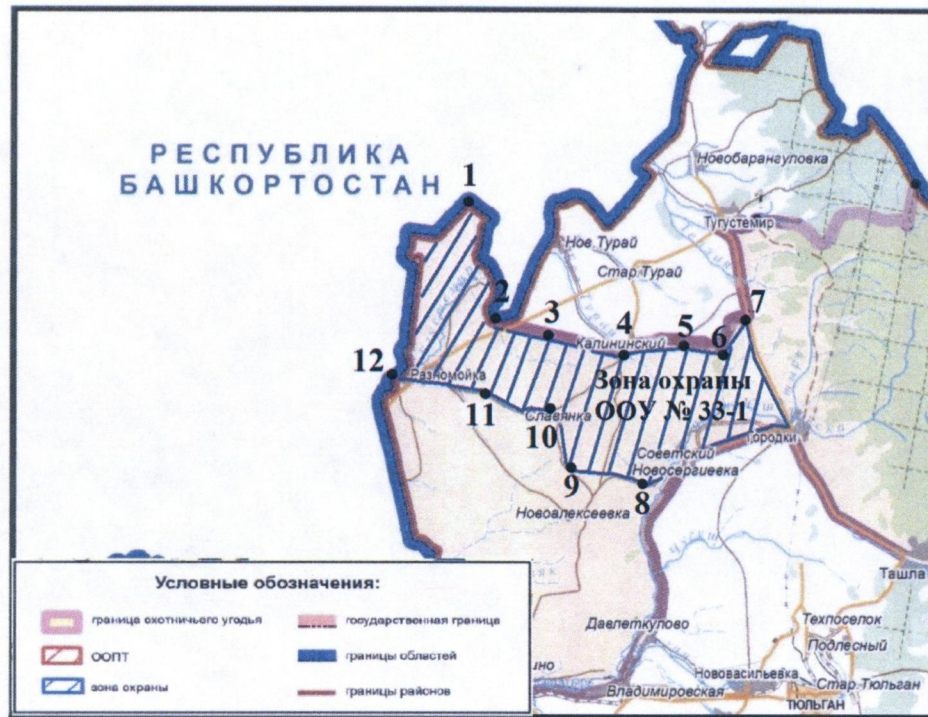 РЕСПУБЛИКА
БАШКОРТОСТАН
1
Новобарангуловка
Тугустемир
Нов.Турай
Стар.Турай
2
3
4
5
6
7
Калининский
12
Разномойка
Зона охраны
ООУ № 33-1
11
Славянка
10
Городки
Советский
Новосергиевка
9
8
Новоалексеевка
Ташла
Условные обозначения:
граница охотничьего угодья
государственная граница
ООПТ
границы областей
зона охраны
границы районов
Давлеткулово
Техпоселок
Подлесный
ино
Нововасильевка
Стар.Тюльган
Владимировская
ТЮЛЬГАН